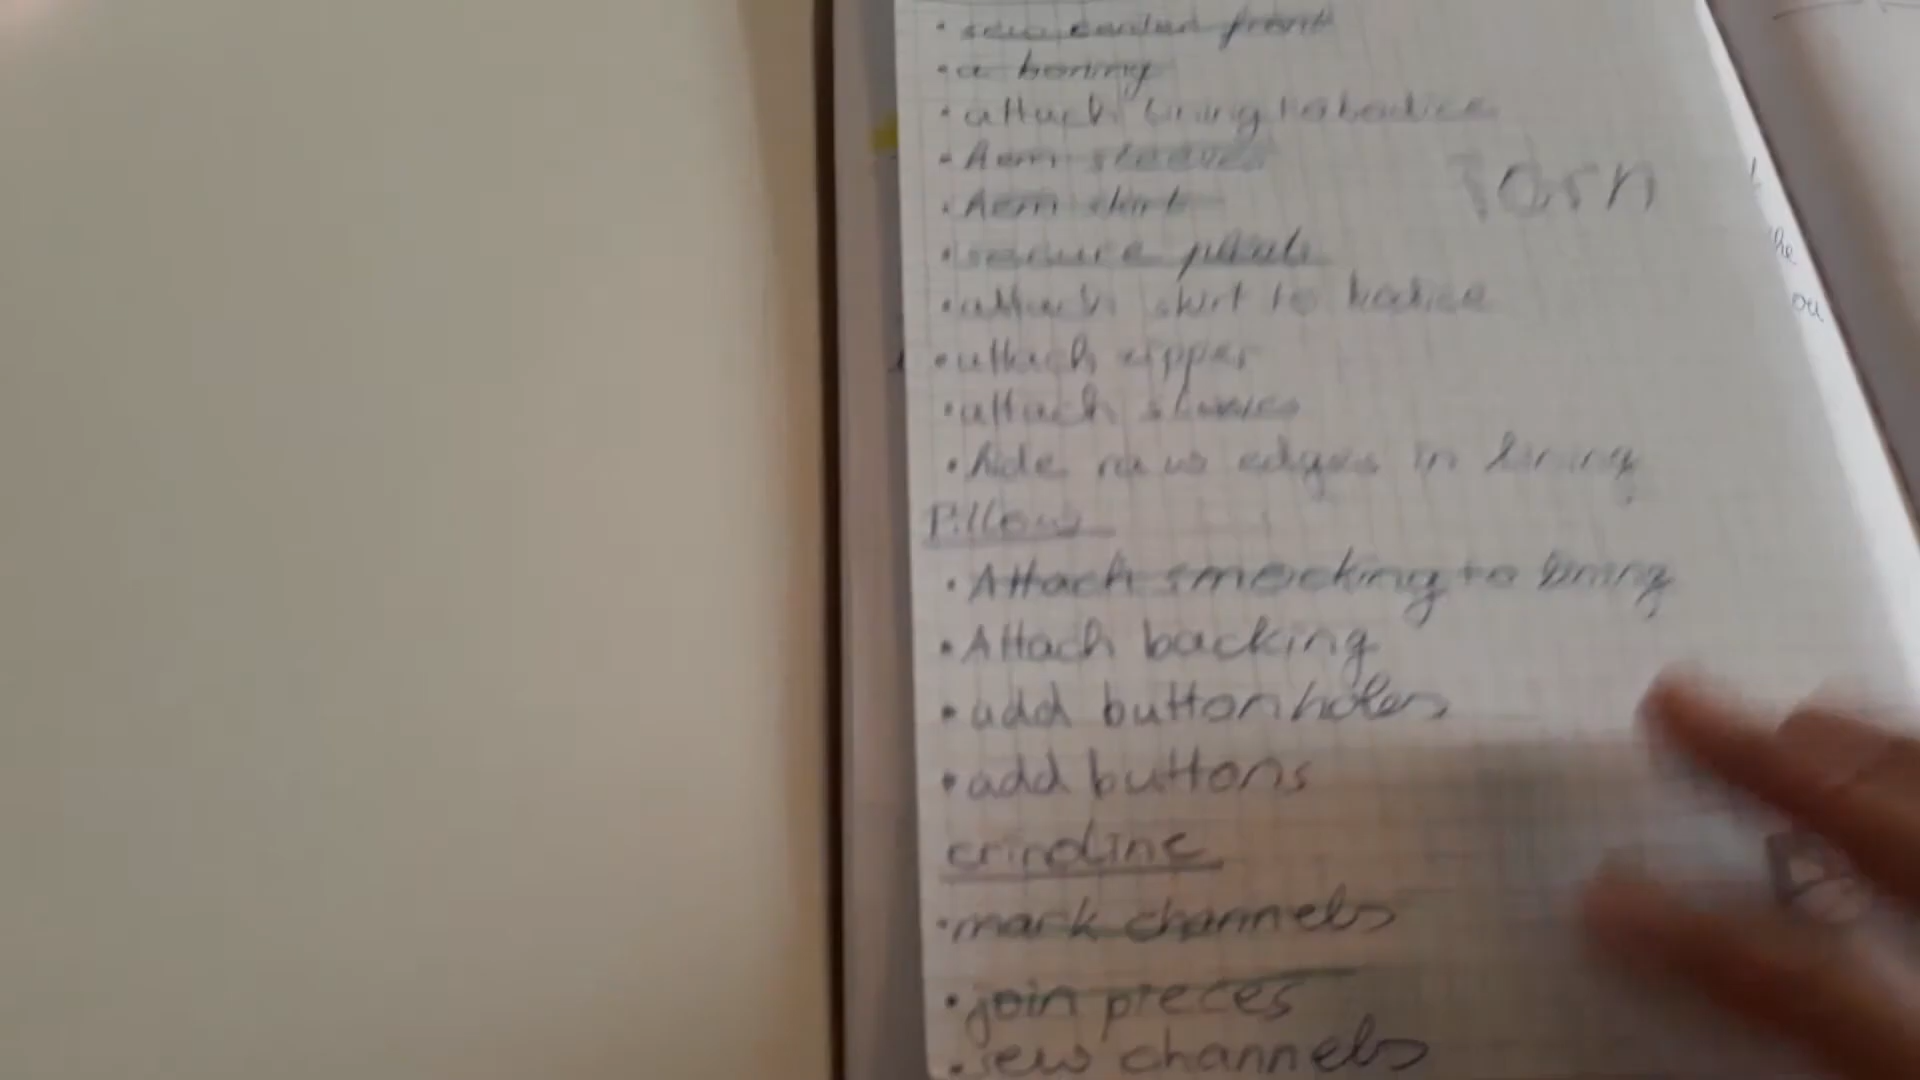 • sew center front
• a boning
• attach lining to bodice
• hem sleeves
• hem skirt
• secure pleats
• attach skirt to bodice
• attach zipper
• attach sleeves
• hide raw edges in lining
Pillow
• Attach smocking to lining
• Attach backing
• add buttonholes
• add buttons
crinoline
• mark channels
• join pieces
• sew channels